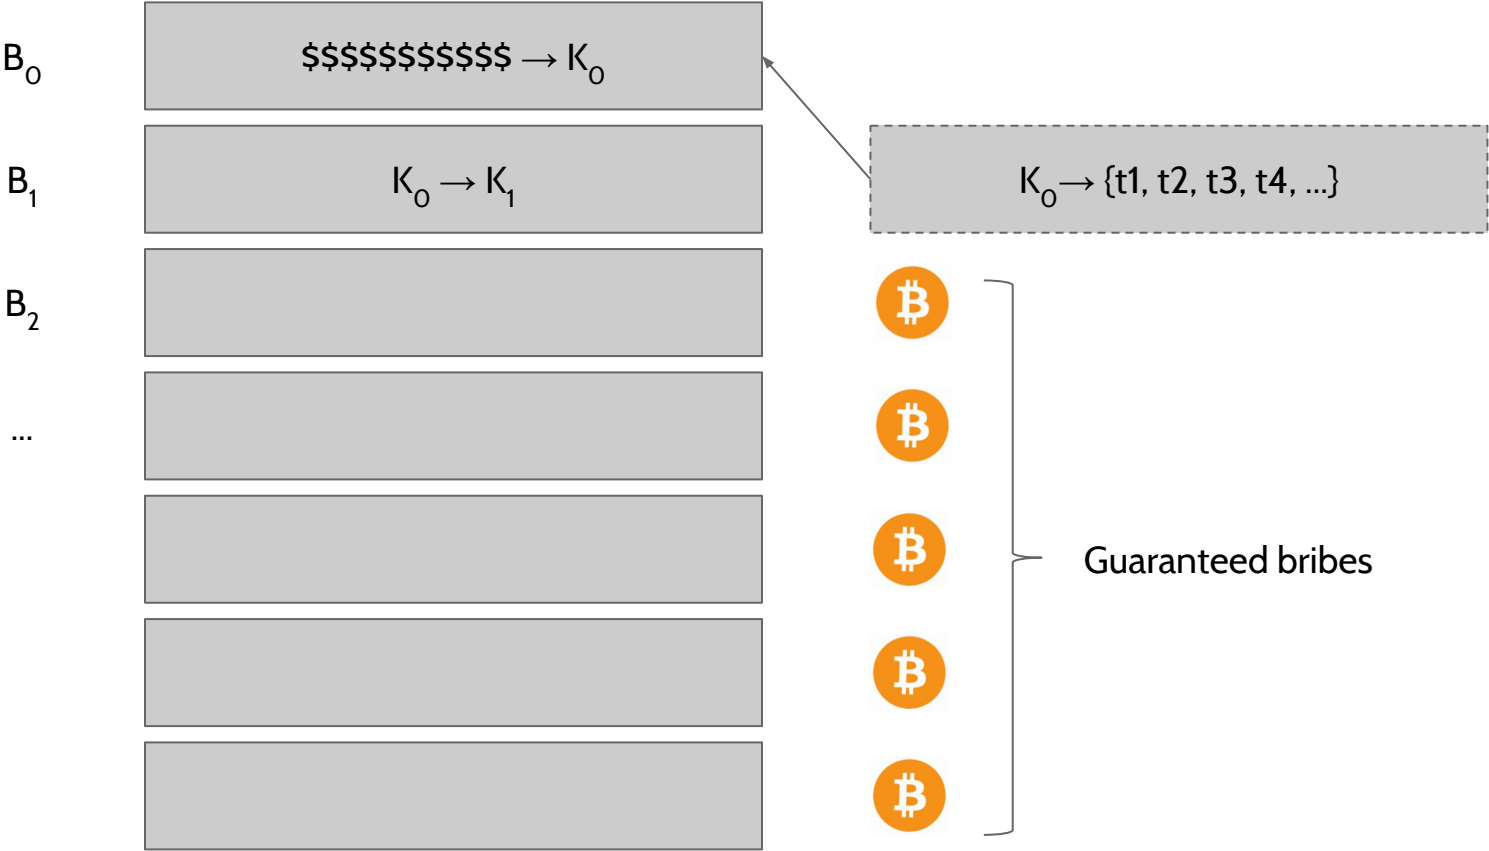 B₀
$$$$$$$$$$$ → K₀
B₁
K₀ → K₁
K₀→ {t1, t2, t3, t4, ...}
B₂
...
Guaranteed bribes